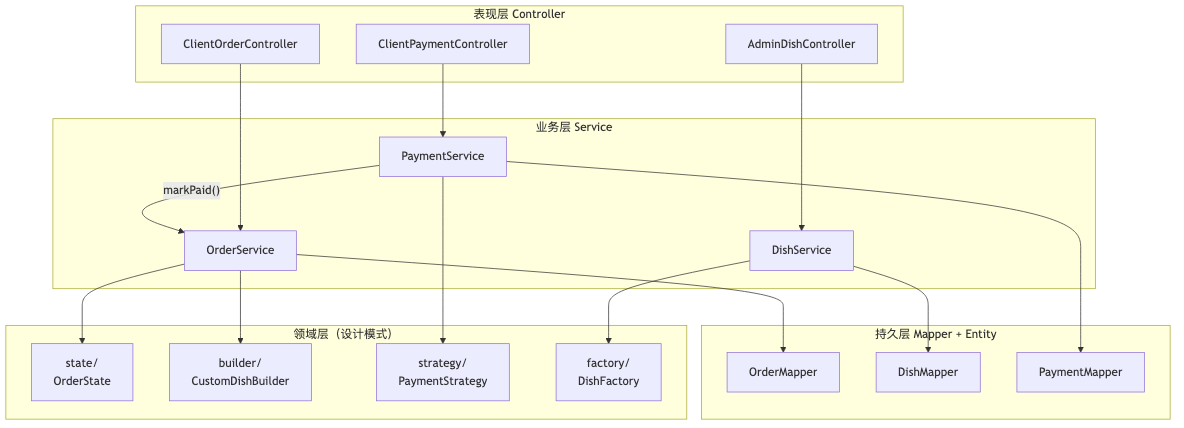 表现层 Controller
ClientOrderController
ClientPaymentController
AdminDishController
业务层 Service
PaymentService
markPaid()
OrderService
DishService
领域层（设计模式）
state/
OrderState
builder/
CustomDishBuilder
strategy/
PaymentStrategy
factory/
DishFactory
持久层 Mapper + Entity
OrderMapper
DishMapper
PaymentMapper